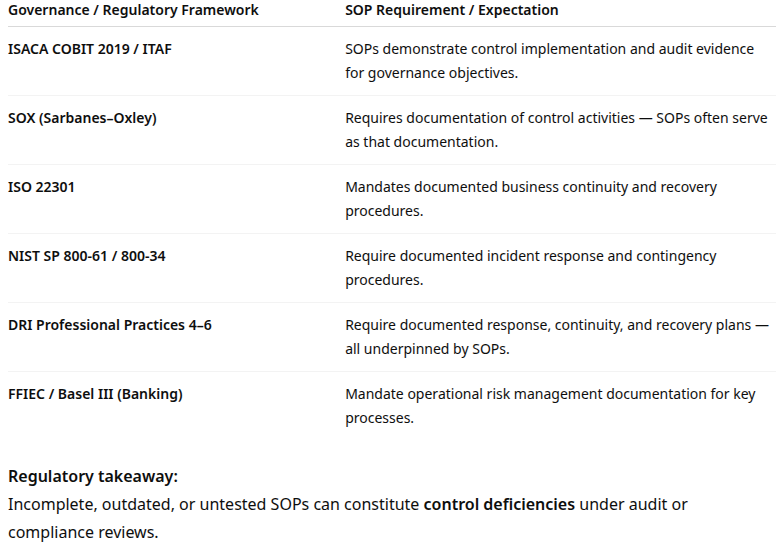 Governance / Regulatory Framework SOP Requirement / Expectation
ISACA COBIT 2019 / ITAF SOPs demonstrate control implementation and audit evidence
for governance objectives.
SOX (Sarbanes–Oxley) Requires documentation of control activities — SOPs often serve
as that documentation.
ISO 22301 Mandates documented business continuity and recovery
procedures.
NIST SP 800-61 / 800-34 Require documented incident response and contingency
procedures.
DRI Professional Practices 4–6 Require documented response, continuity, and recovery plans —
all underpinned by SOPs.
FFIEC / Basel III (Banking) Mandate operational risk management documentation for key
processes.
Regulatory takeaway:
Incomplete, outdated, or untested SOPs can constitute control deficiencies under audit or
compliance reviews.